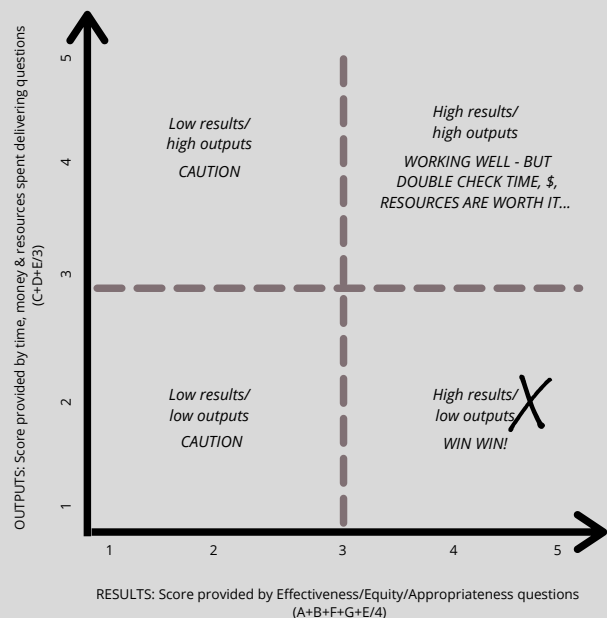 OUTPUTS: Score provided by time, money & resources spent delivering questions
(C+D+E/3)
5
4
3
2
1
Low results/
high outputs
CAUTION
High results/
high outputs
WORKING WELL - BUT
DOUBLE CHECK TIME, $,
RESOURCES ARE WORTH IT...
Low results/
low outputs
CAUTION
High results/
low outputs
WIN WIN!
X
1
2
3
4
5
RESULTS: Score provided by Effectiveness/Equity/Appropriateness questions
(A+B+F+G+E/4)